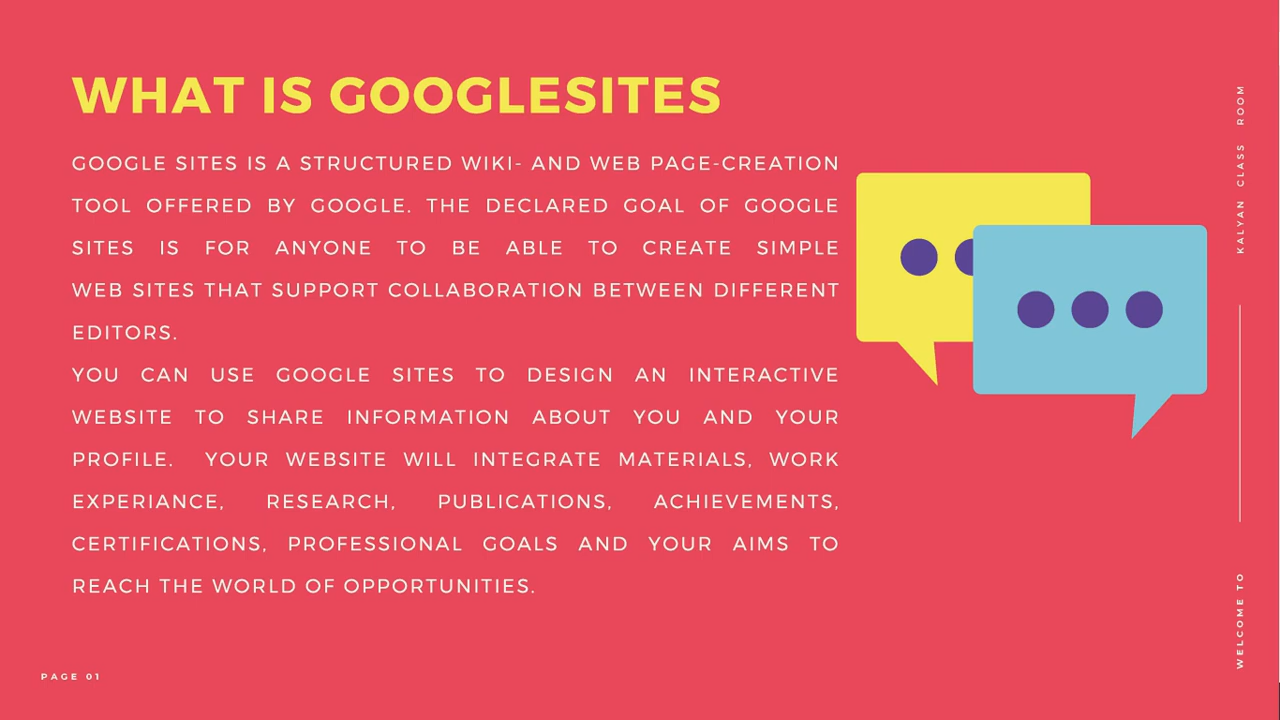 WHAT IS GOOGLESITES
GOOGLE SITES IS A STRUCTURED WIKI- AND WEB PAGE-CREATION
TOOL OFFERED BY GOOGLE. THE DECLARED GOAL OF GOOGLE
SITES IS FOR ANYONE TO BE ABLE TO CREATE SIMPLE
WEB SITES THAT SUPPORT COLLABORATION BETWEEN DIFFERENT
EDITORS.
YOU CAN USE GOOGLE SITES TO DESIGN AN INTERACTIVE
WEBSITE TO SHARE INFORMATION ABOUT YOU AND YOUR
PROFILE. YOUR WEBSITE WILL INTEGRATE MATERIALS, WORK
EXPERIANCE, RESEARCH, PUBLICATIONS, ACHIEVEMENTS,
CERTIFICATIONS, PROFESSIONAL GOALS AND YOUR AIMS TO
REACH THE WORLD OF OPPORTUNITIES.
PAGE 01
WELCOME TO
KALYAN CLASS ROOM